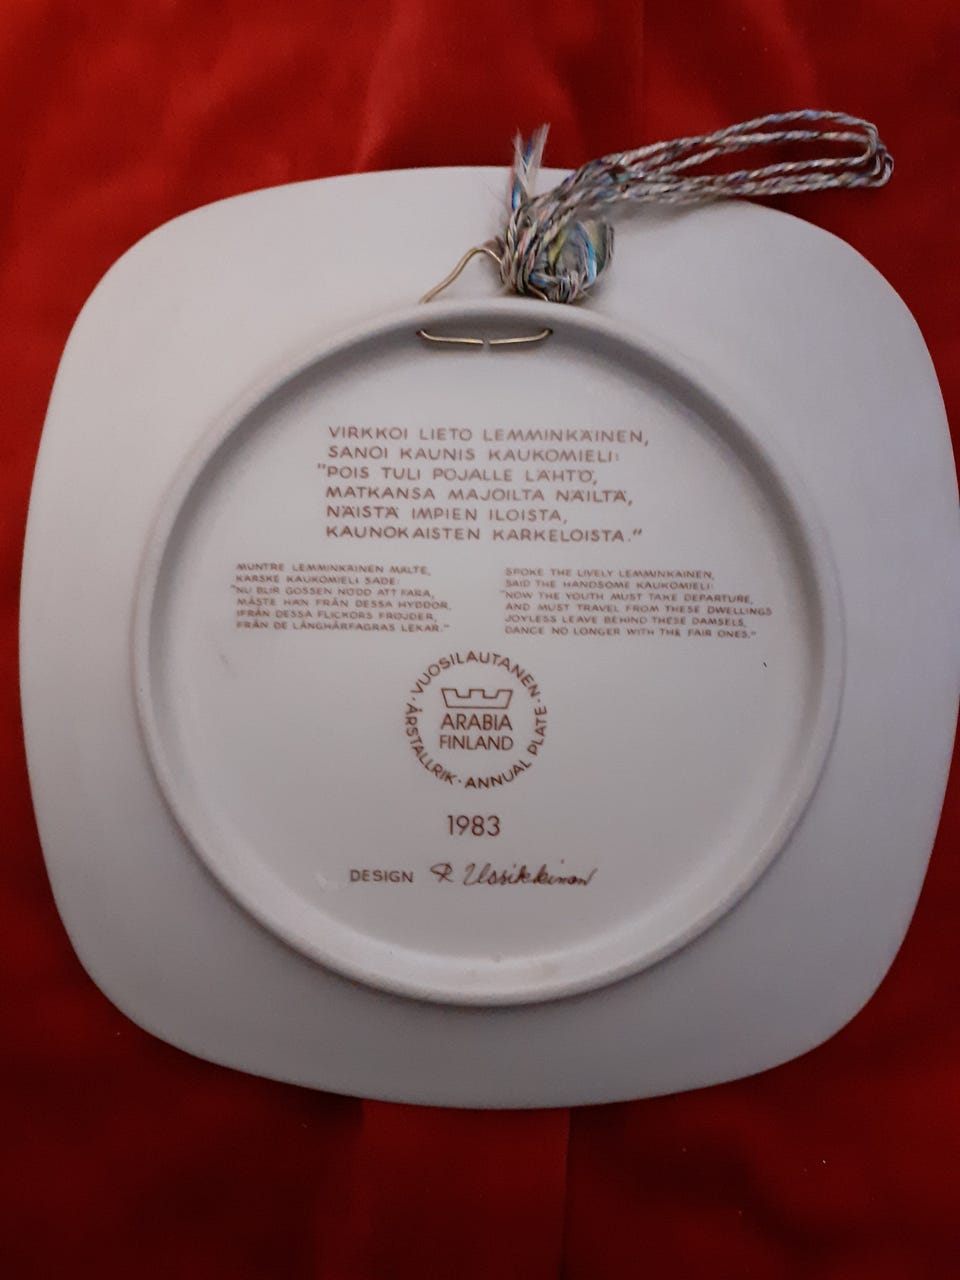 VIRKKOI LIETO LEMMINKÄINEN,
SANOI KAUNIS KAUKOMIELI:
"POIS TULI POJALLE LÄHTÖ,
MATKANSA MAJOILTA NÄILTÄ,
NÄISTÄ IMPIEN ILOISTA,
KAUNOKAISTEN KARKELOISTA."
MUNTRE LEMMINKÄINEN MÄLTE,
KARSKE KAUKOMIELI SADE:
"NU BLIR GOSSEN NÖDD ATT FARA,
MÅSTE HAN FRÅN DESSA HYDDOR,
IFRÅN DESSA FLICKORS FRÖJDER,
FRÅN DE LÅNGHÅRFAGRAS LEKAR."
SPOKE THE LIVELY LEMMINKAINEN,
SAID THE HANDSOME KAUKOMIELI:
"NOW THE YOUTH MUST TAKE DEPARTURE,
AND MUST TRAVEL FROM THESE DWELLINGS
JOYLESS LEAVE BEHIND THESE DAMSELS,
DANCE NO LONGER WITH THE FAIR ONES."
· VUOSILAUTANEN ·
ARABIA
FINLAND
ÅRSTALLRIK · ANNUAL PLATE
1983
DESIGN R Uosikkinen